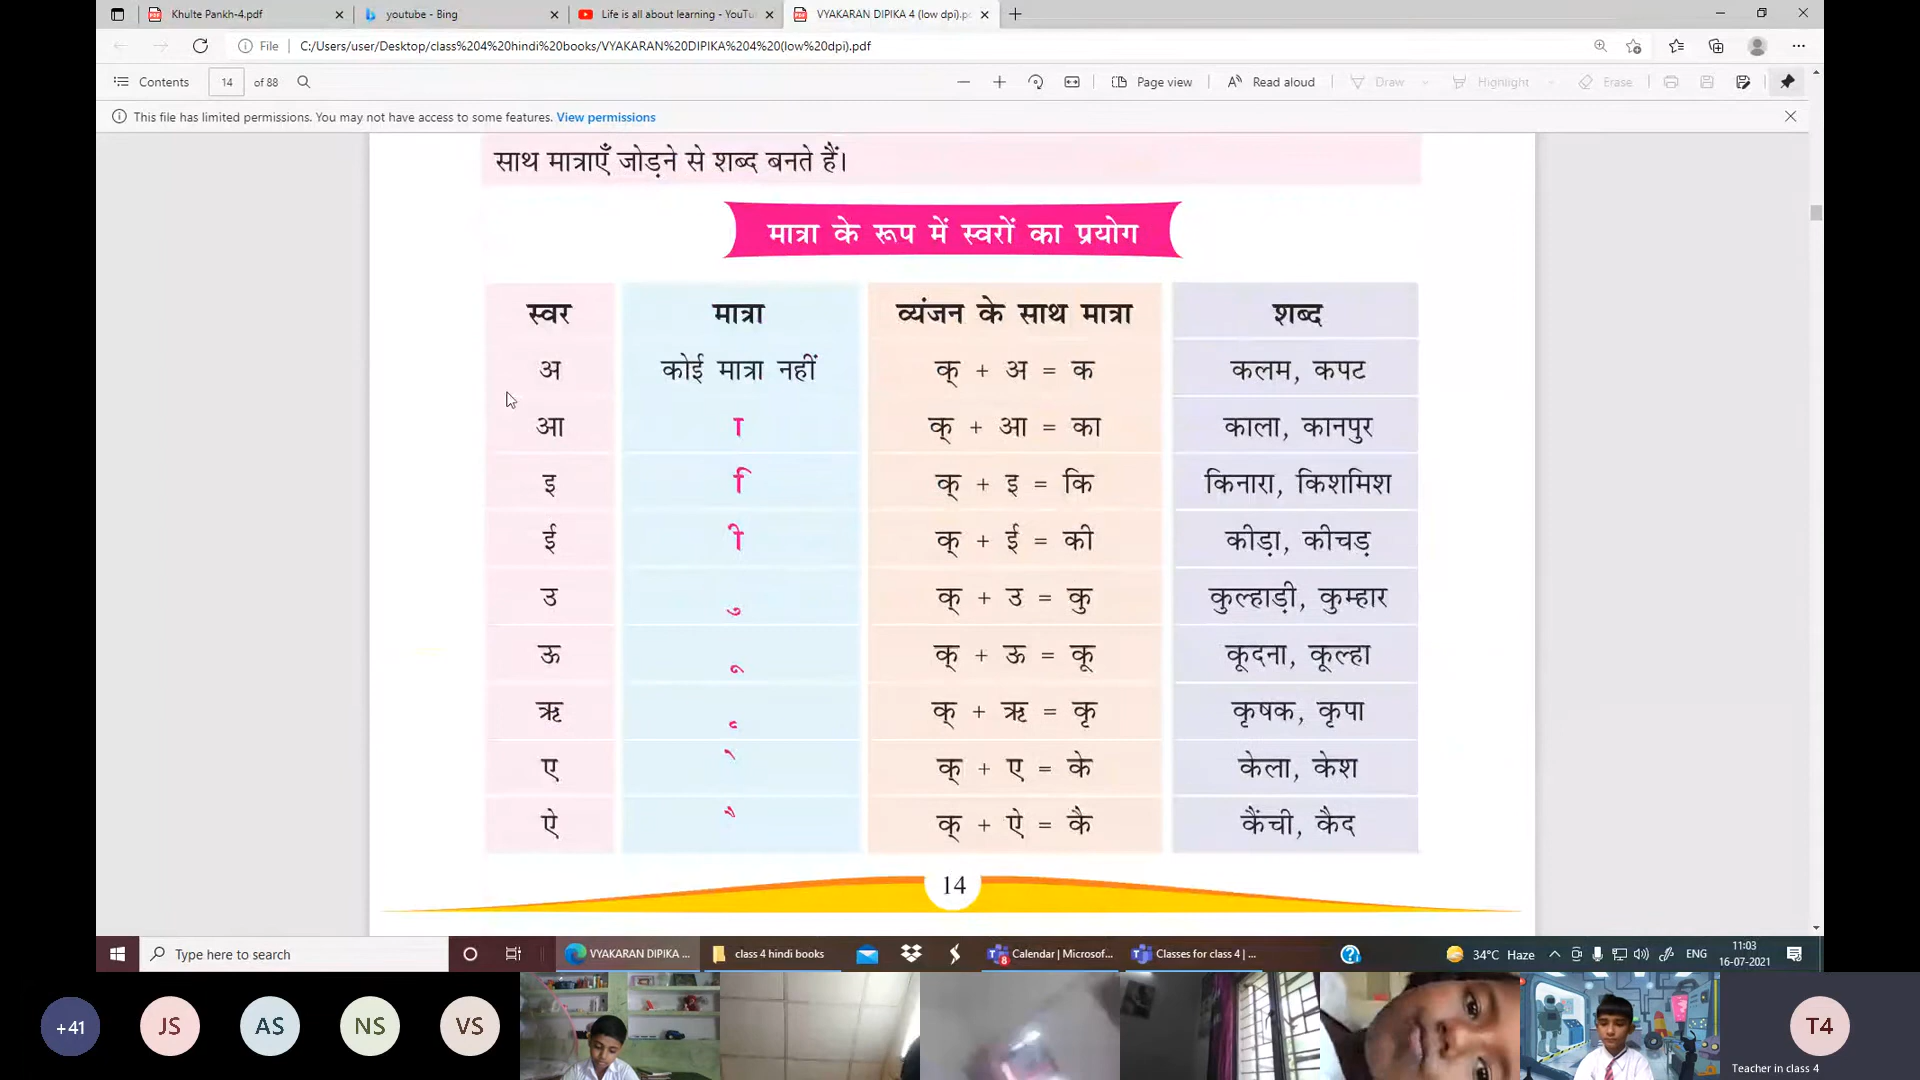 Khulte Pankh-4.pdf
youtube - Bing
Life is all about learning - YouTu
VYAKARAN DIPIKA 4 (low dpi).p
File C:/Users/user/Desktop/class%204%20hindi%20books/VYAKARAN%20DIPIKA%204%20(low%20dpi).pdf
Contents 14 of 88 Page view Read aloud Draw Highlight Erase
This file has limited permissions. You may not have access to some features. View permissions
साथ मात्राएँ जोड़ने से शब्द बनते हैं।
मात्रा के रूप में स्वरों का प्रयोग
स्वर मात्रा व्यंजन के साथ मात्रा शब्द
अ कोई मात्रा नहीं क् + अ = क कलम, कपट
आ ा क् + आ = का काला, कानपुर
इ ि क् + इ = कि किनारा, किशमिश
ई ी क् + ई = की कीड़ा, कीचड़
उ ु क् + उ = कु कुल्हाड़ी, कुम्हार
ऊ ू क् + ऊ = कू कूदना, कूल्हा
ऋ ृ क् + ऋ = कृ कृषक, कृपा
ए े क् + ए = के केला, केश
ऐ ै क् + ऐ = कै कैंची, कैद
14
Type here to search
VYAKARAN DIPIKA ...
class 4 hindi books
Calendar | Microsof...
Classes for class 4 | ...
34°C Haze
ENG
11:03
16-07-2021
+41 JS AS NS VS T4
Teacher in class 4